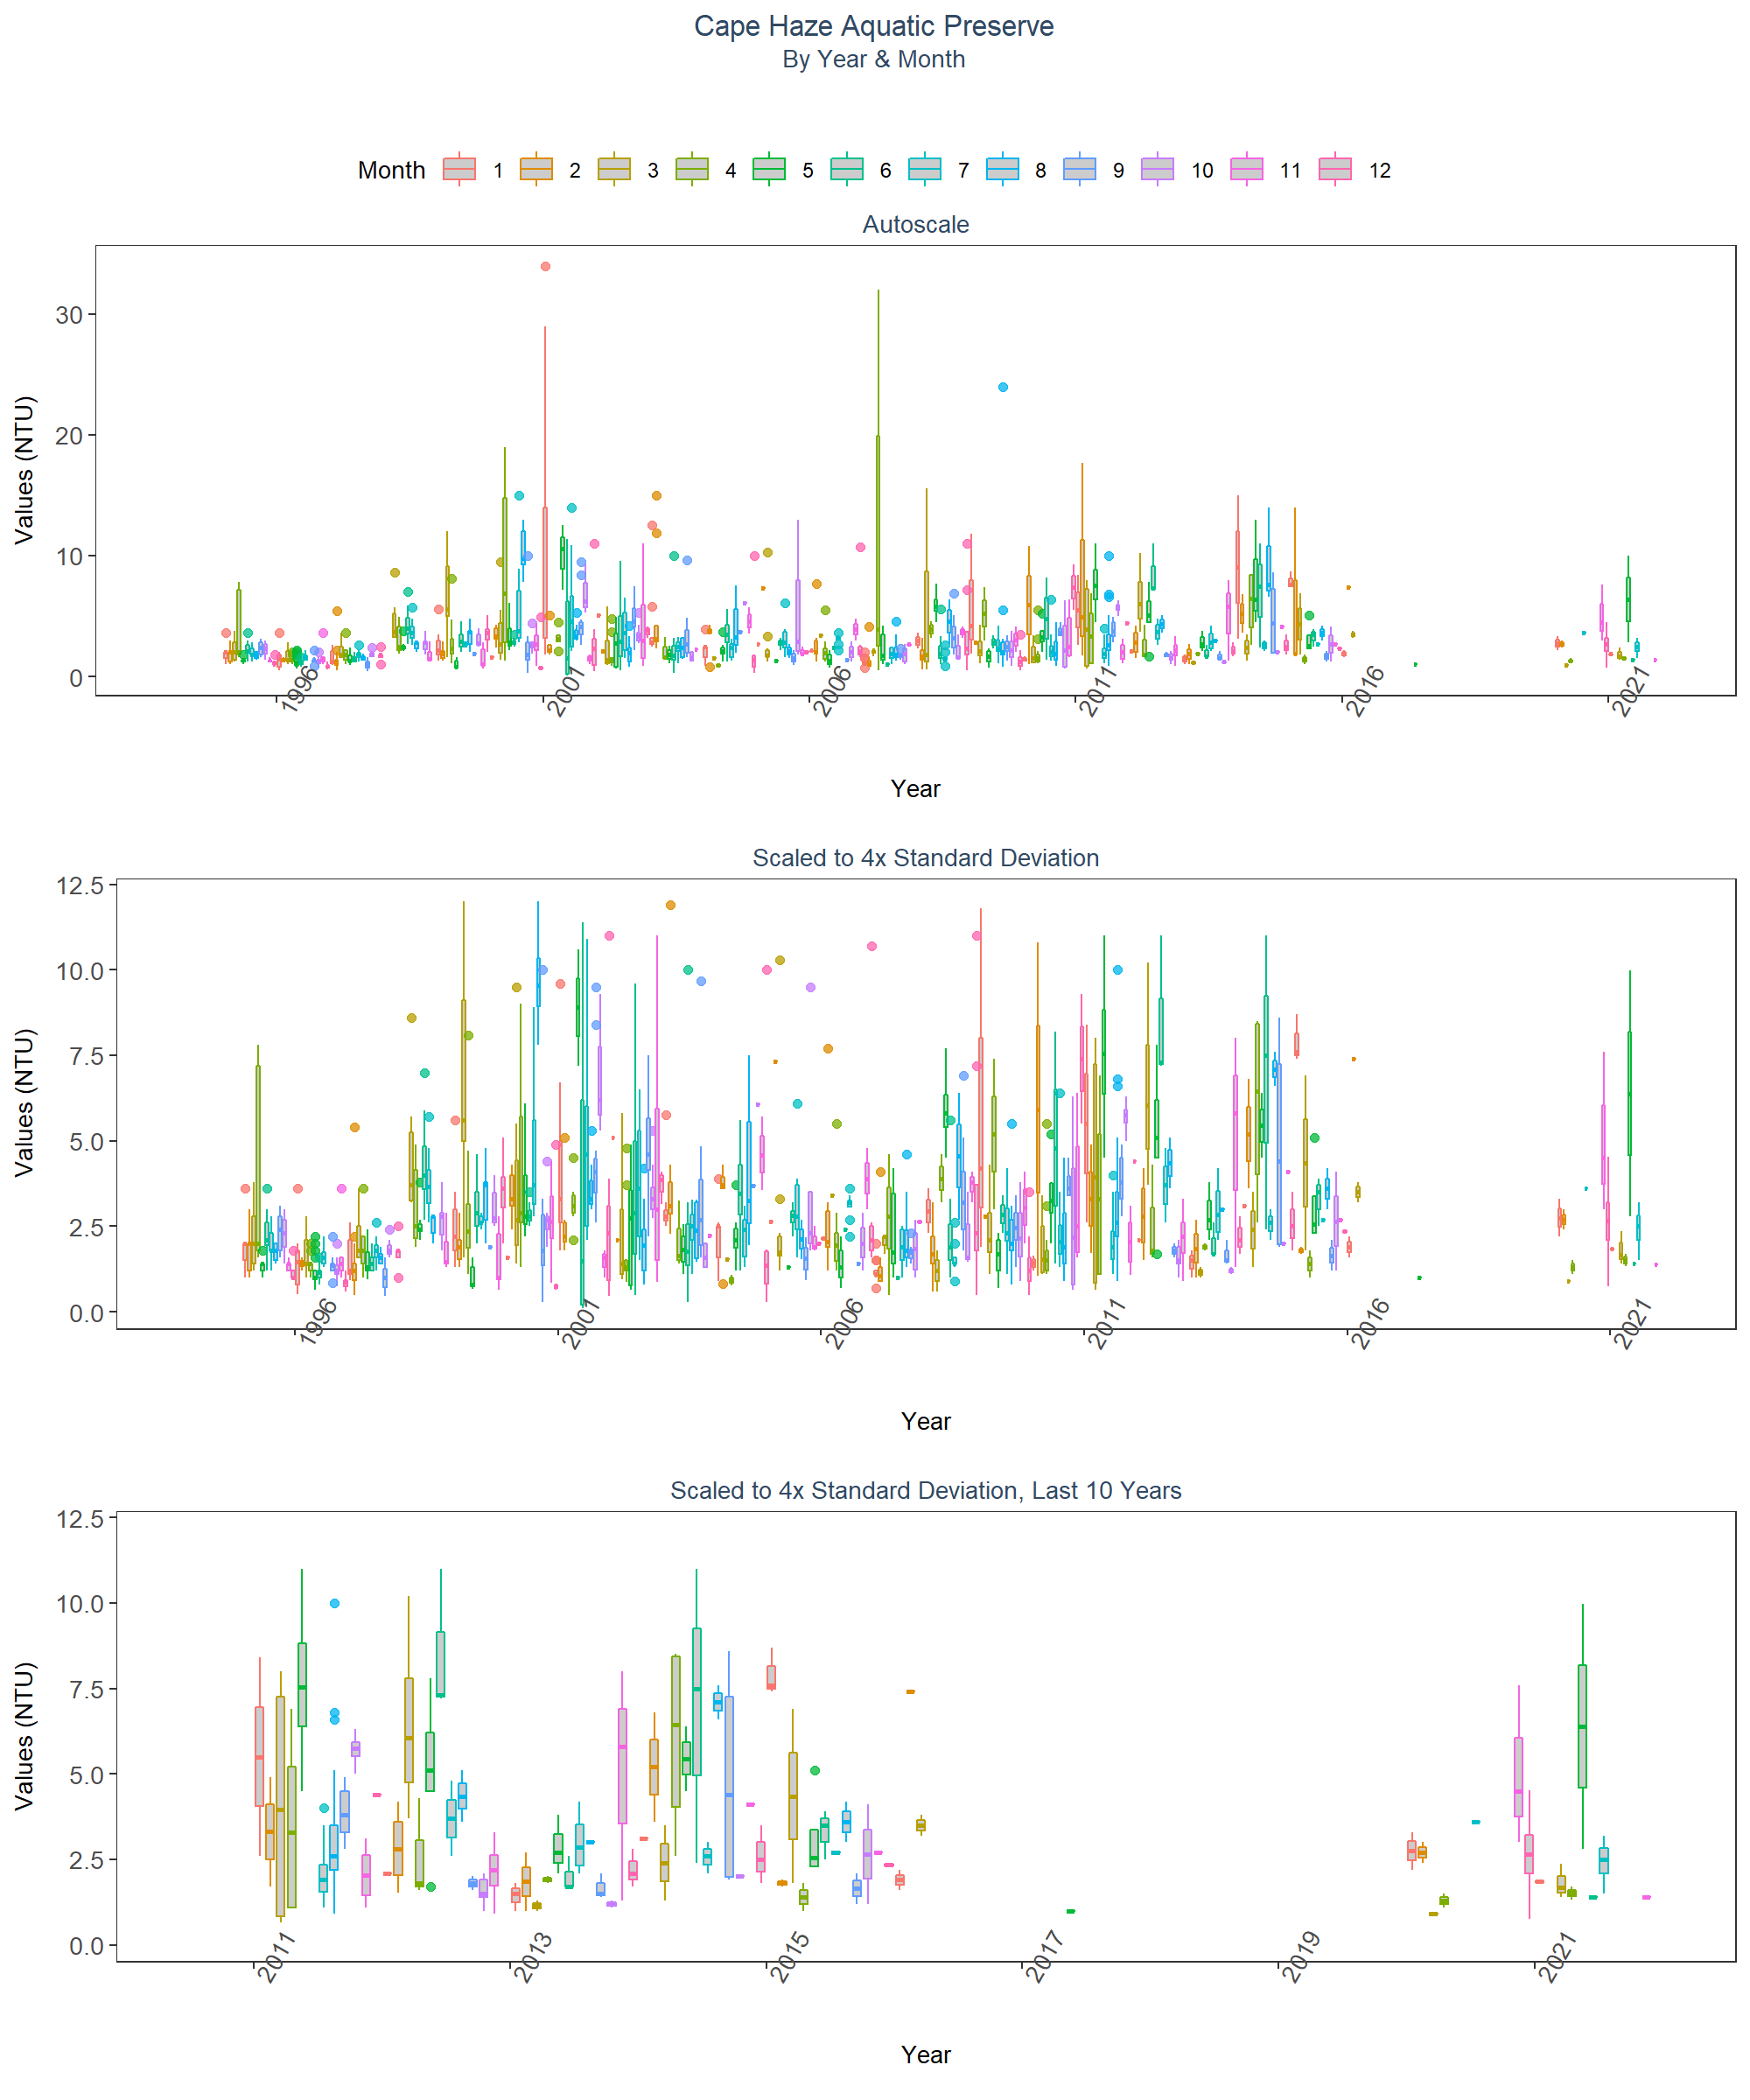 Cape Haze Aquatic Preserve
By Year & Month
Month 1 2 3 4 5 6 7 8 9 10 11 12
Autoscale
Values (NTU)
30
20
10
0
1996 2001 2006 2011 2016 2021
Year
Scaled to 4x Standard Deviation
Values (NTU)
12.5
10.0
7.5
5.0
2.5
0.0
1996 2001 2006 2011 2016 2021
Year
Scaled to 4x Standard Deviation, Last 10 Years
Values (NTU)
12.5
10.0
7.5
5.0
2.5
0.0
2011 2013 2015 2017 2019 2021
Year